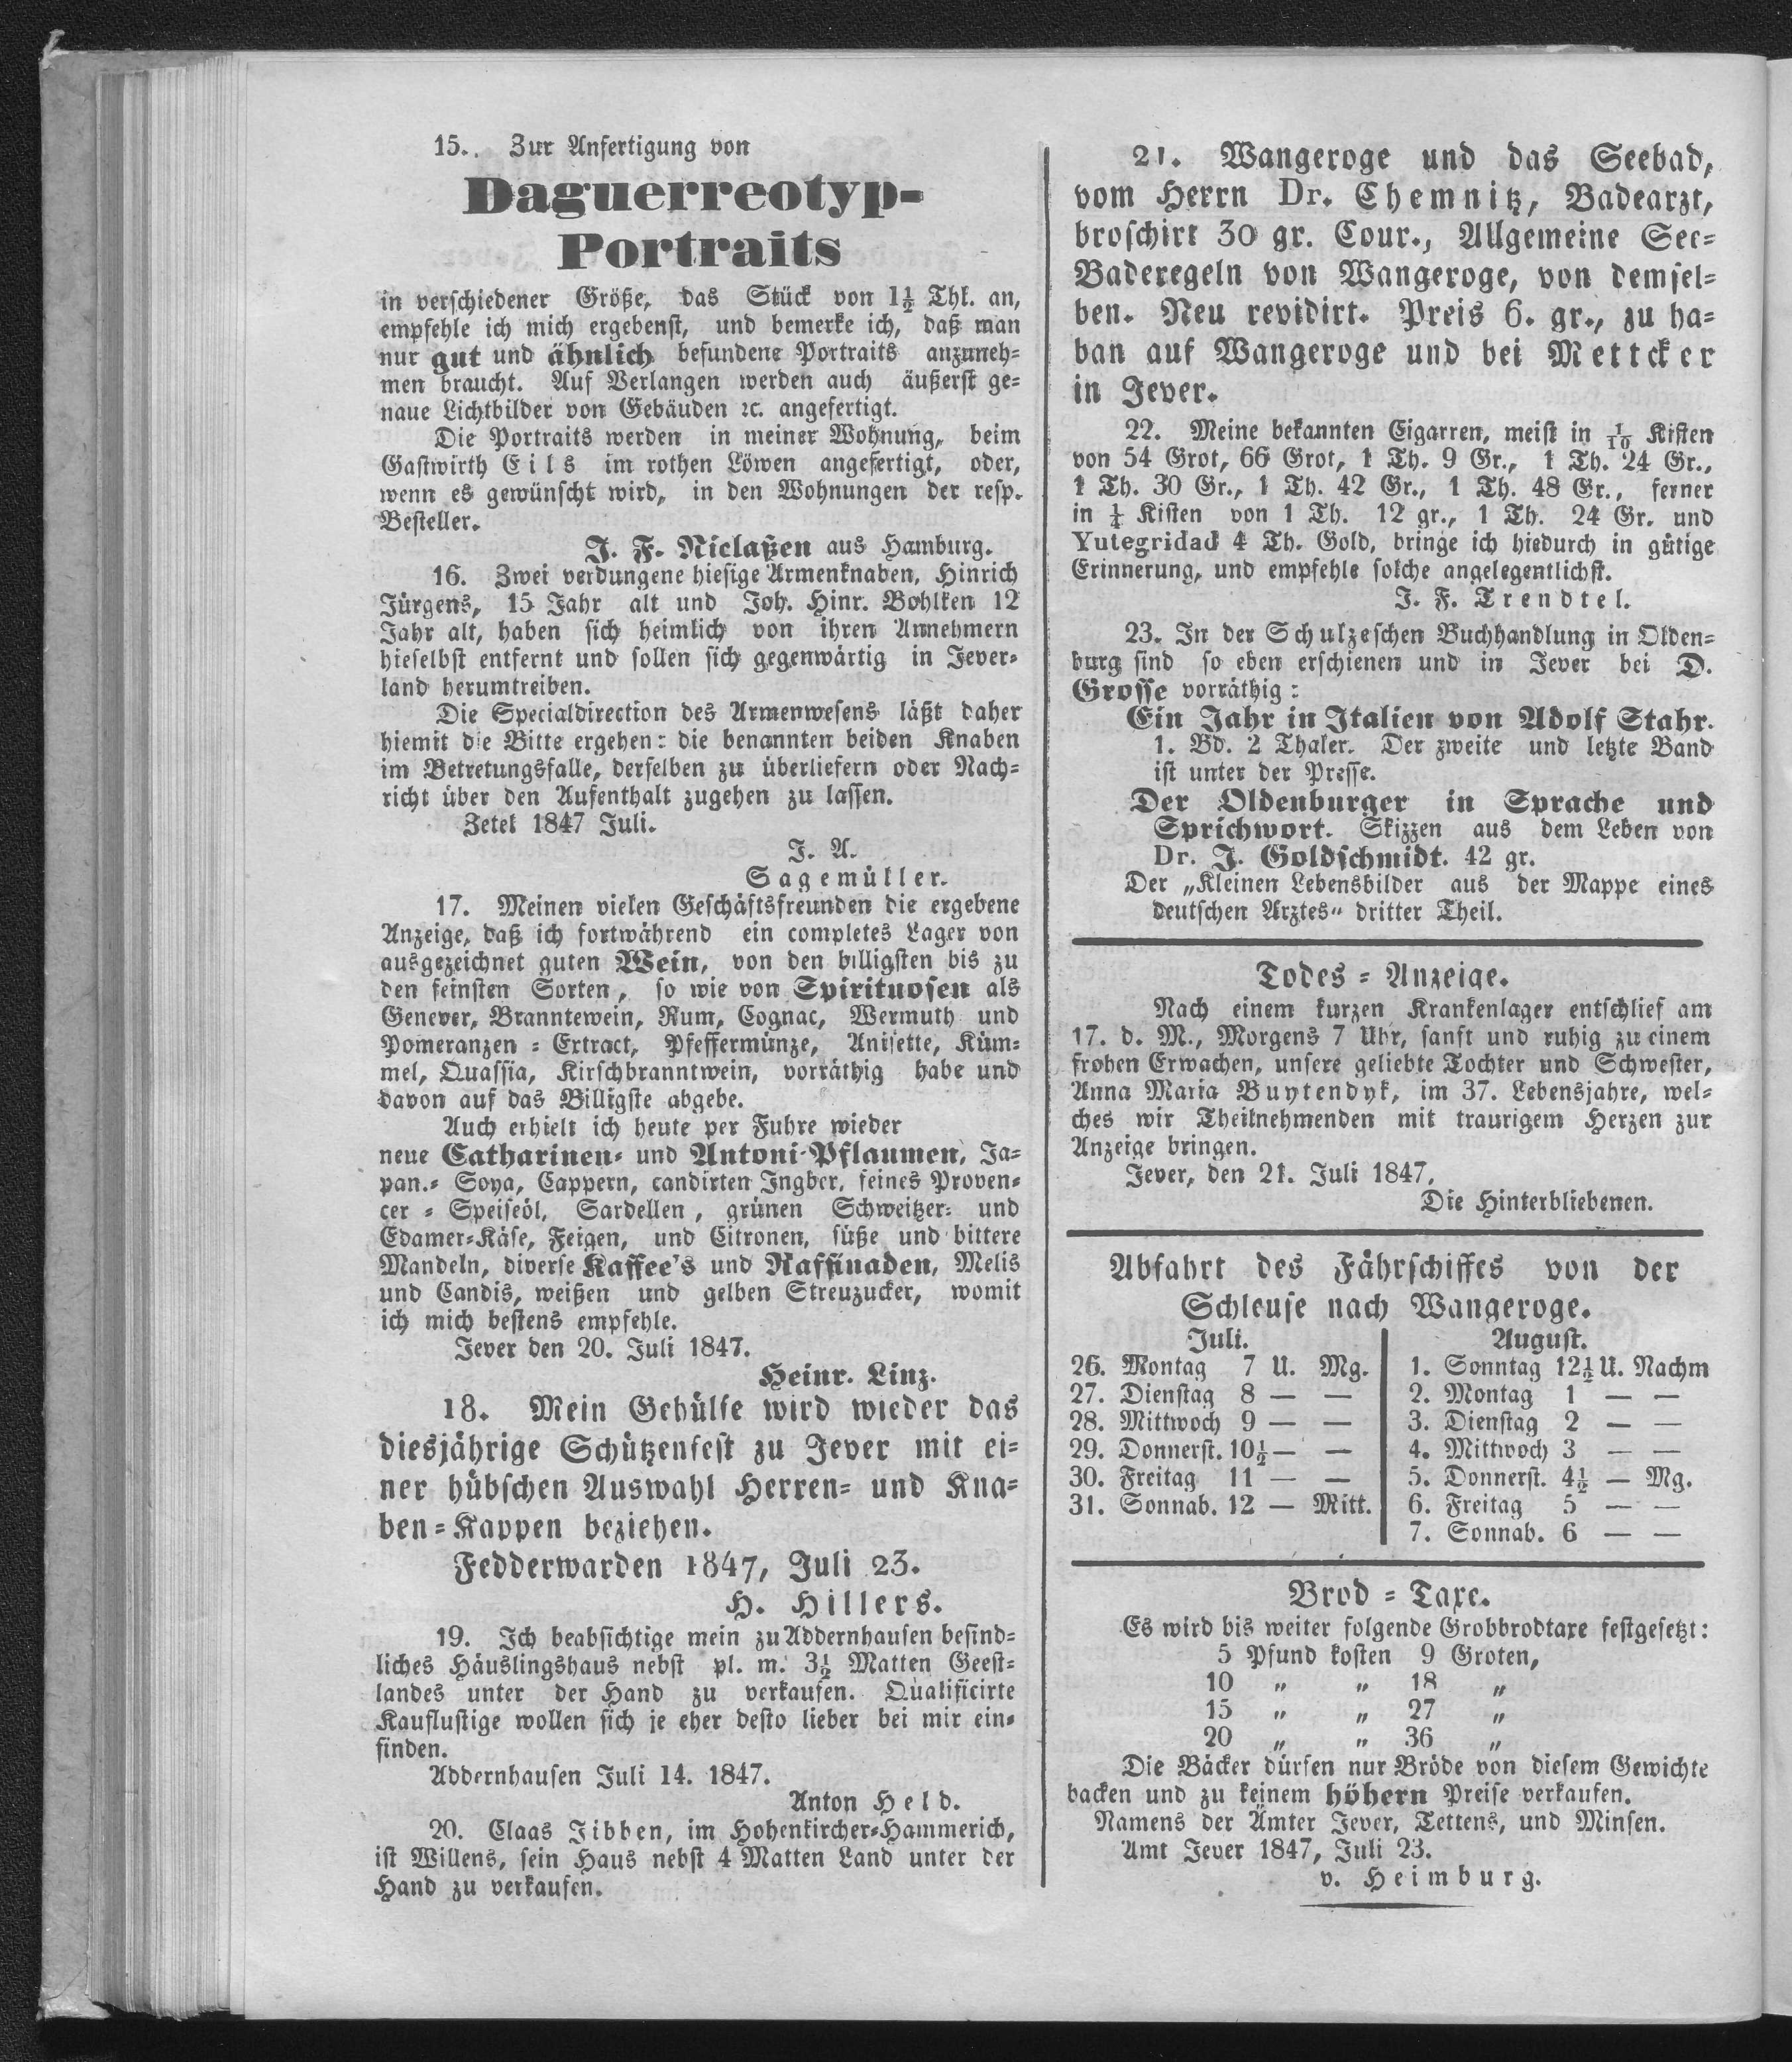 15. Zur Anfertigung von
Daguerreotyp-
Portraits
in verschiedener Größe, das Stück von 1½ Thl. an,
empfehle ich mich ergebenst, und bemerke ich, daß man
nur gut und ähnlich befundene Portraits anzuneh-
men braucht. Auf Verlangen werden auch äußerst ge-
naue Lichtbilder von Gebäuden ꝛc. angefertigt.
Die Portraits werden in meiner Wohnung, beim
Gastwirth Eils im rothen Löwen angefertigt, oder,
wenn es gewünscht wird, in den Wohnungen der resp.
Besteller.
J. F. Niclaßen aus Hamburg.
16. Zwei verdungene hiesige Armenknaben, Hinrich
Jürgens, 15 Jahr alt und Joh. Hinr. Bohlken 12
Jahr alt, haben sich heimlich von ihren Annehmern
hieselbst entfernt und sollen sich gegenwärtig in Jever-
land herumtreiben.
Die Specialdirection des Armenwesens läßt daher
hiemit die Bitte ergehen: die benannten beiden Knaben
im Betretungsfalle, derselben zu überliefern oder Nach-
richt über den Aufenthalt zugehen zu lassen.
Zetel 1847 Juli.
J. A.
Sagemüller.
17. Meinen vielen Geschäftsfreunden die ergebene
Anzeige, daß ich fortwährend ein completes Lager von
ausgezeichnet guten Wein, von den billigsten bis zu
den feinsten Sorten, so wie von Spirituosen als
Genever, Branntewein, Rum, Cognac, Wermuth und
Pomeranzen-Extract, Pfeffermünze, Anisette, Küm-
mel, Quassia, Kirschbranntwein, vorräthig habe und
davon auf das Billigste abgebe.
Auch erhielt ich heute per Fuhre wieder
neue Catharinen- und Antoni-Pflaumen, Ja-
pan.-Soya, Cappern, candirten Ingber, feines Proven-
cer-Speiseöl, Sardellen, grünen Schweitzer- und
Edamer-Käse, Feigen, und Citronen, süße und bittere
Mandeln, diverse Kaffee's und Raffinaden, Melis
und Candis, weißen und gelben Streuzucker, womit
ich mich bestens empfehle.
Jever den 20. Juli 1847.
Heinr. Linz.
18. Mein Gehülfe wird wieder das
diesjährige Schützenfest zu Jever mit ei-
ner hübschen Auswahl Herren- und Kna-
ben-Kappen beziehen.
Fedderwarden 1847, Juli 23.
H. Hillers.
19. Ich beabsichtige mein zu Addernhausen befind-
liches Häuslingshaus nebst pl. m. 3½ Matten Geest-
landes unter der Hand zu verkaufen. Qualificirte
Kauflustige wollen sich je eher desto lieber bei mir ein-
finden.
Addernhausen Juli 14. 1847.
Anton Held.
20. Claas Jibben, im Hohenkircher-Hammerich,
ist Willens, sein Haus nebst 4 Matten Land unter der
Hand zu verkaufen.
21. Wangeroge und das Seebad,
vom Herrn Dr. Chemnitz, Badearzt,
broschirt 30 gr. Cour., Allgemeine See-
Baderegeln von Wangeroge, von demsel-
ben. Neu revidirt. Preis 6. gr., zu ha-
ban auf Wangeroge und bei Mettcker
in Jever.
22. Meine bekannten Cigarren, meist in 1/10 Kisten
von 54 Grot, 66 Grot, 1 Th. 9 Gr., 1 Th. 24 Gr.,
1 Th. 30 Gr., 1 Th. 42 Gr., 1 Th. 48 Gr., ferner
in ¼ Kisten von 1 Th. 12 gr., 1 Th. 24 Gr. und
Yutegridad 4 Th. Gold, bringe ich hiedurch in gütige
Erinnerung, und empfehle solche angelegentlichst.
J. F. Trendtel.
23. In der Schulzeschen Buchhandlung in Olden-
burg sind so eben erschienen und in Jever bei D.
Grosse vorräthig:
Ein Jahr in Italien von Adolf Stahr.
1. Bd. 2 Thaler. Der zweite und letzte Band
ist unter der Presse.
Der Oldenburger in Sprache und
Sprichwort. Skizzen aus dem Leben von
Dr. J. Goldschmidt. 42 gr.
Der „Kleinen Lebensbilder aus der Mappe eines
deutschen Arztes" dritter Theil.
Todes-Anzeige.
Nach einem kurzen Krankenlager entschlief am
17. d. M., Morgens 7 Uhr, sanft und ruhig zu einem
frohen Erwachen, unsere geliebte Tochter und Schwester,
Anna Maria Buytendyk, im 37. Lebensjahre, wel-
ches wir Theilnehmenden mit traurigem Herzen zur
Anzeige bringen.
Jever, den 21. Juli 1847.
Die Hinterbliebenen.
Abfahrt des Fährschiffes von der
Schleuse nach Wangeroge.
Juli.
26. Montag 7 U. Mg.
27. Dienstag 8 — —
28. Mittwoch 9 — —
29. Donnerst. 10½ — —
30. Freitag 11 — —
31. Sonnab. 12 — Mitt.
August.
1. Sonntag 12½ U. Nachm
2. Montag 1 — —
3. Dienstag 2 — —
4. Mittwoch 3 — —
5. Donnerst. 4½ — Mg.
6. Freitag 5 — —
7. Sonnab. 6 — —
Brod-Taxe.
Es wird bis weiter folgende Grobbrodtaxe festgesetzt:
5 Pfund kosten 9 Groten,
10 „ „ 18 „
15 „ „ 27 „
20 „ „ 36 „
Die Bäcker dürfen nur Bröde von diesem Gewichte
backen und zu keinem höhern Preise verkaufen.
Namens der Ämter Jever, Tettens, und Minsen.
Amt Jever 1847, Juli 23.
v. Heimburg.